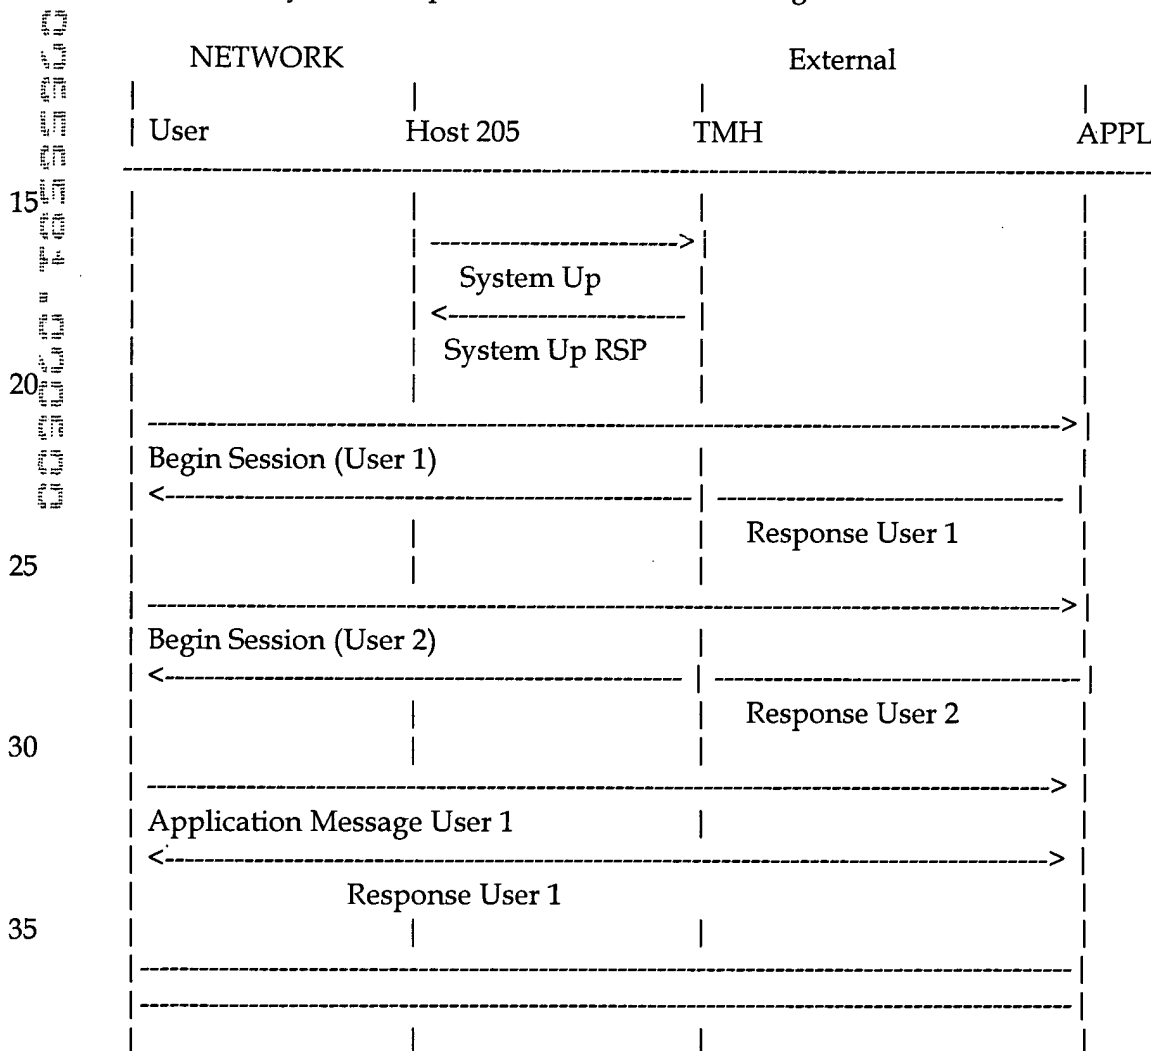 NETWORK External
User Host 205 TMH APPL
15
System Up
System Up RSP
20
Begin Session (User 1)
Response User 1
25
Begin Session (User 2)
Response User 2
30
Application Message User 1
Response User 1
35